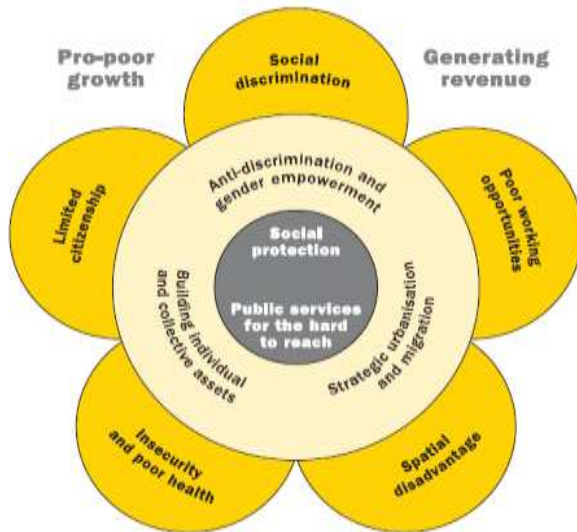 Pro-poor
growth
Social
discrimination
Generating
revenue
Limited
citizenship
Anti-discrimination and
gender empowerment
Poor working
opportunities
Social
protection
Public services
for the hard
to reach
Building individual
and collective assets
Strategic urbanisation
and migration
Insecurity
and poor health
Spatial
disadvantage